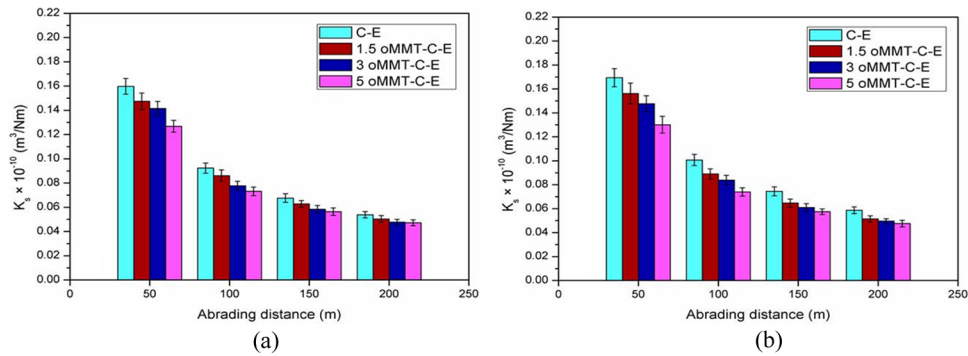 0.22
0.20
0.18
0.16
0.14
0.12
0.10
0.08
0.06
0.04
0.02
0.00
Kₛ × 10⁻¹⁰ (m³/Nm)
C-E
1.5 oMMT-C-E
3 oMMT-C-E
5 oMMT-C-E
0 50 100 150 200 250
Abrading distance (m)
(a)
0.22
0.20
0.18
0.16
0.14
0.12
0.10
0.08
0.06
0.04
0.02
0.00
Kₛ × 10⁻¹⁰ (m³/Nm)
C-E
1.5 oMMT-C-E
3 oMMT-C-E
5 oMMT-C-E
0 50 100 150 200 250
Abrading distance (m)
(b)